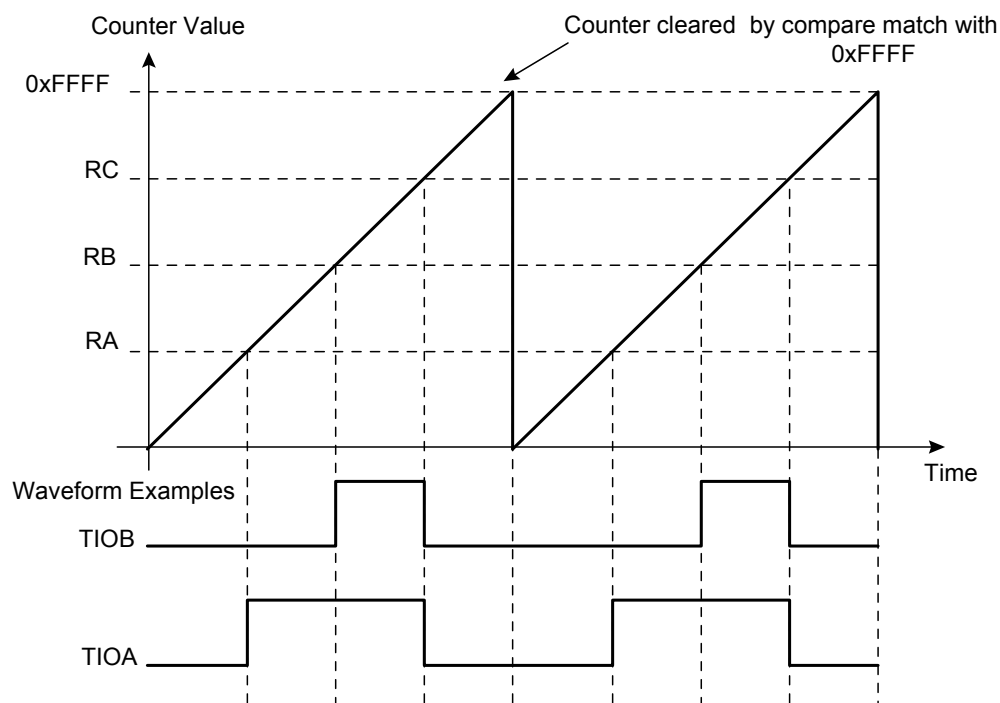 Counter Value
Counter cleared by compare match with
0xFFFF
0xFFFF
RC
RB
RA
Time
Waveform Examples
TIOB
TIOA